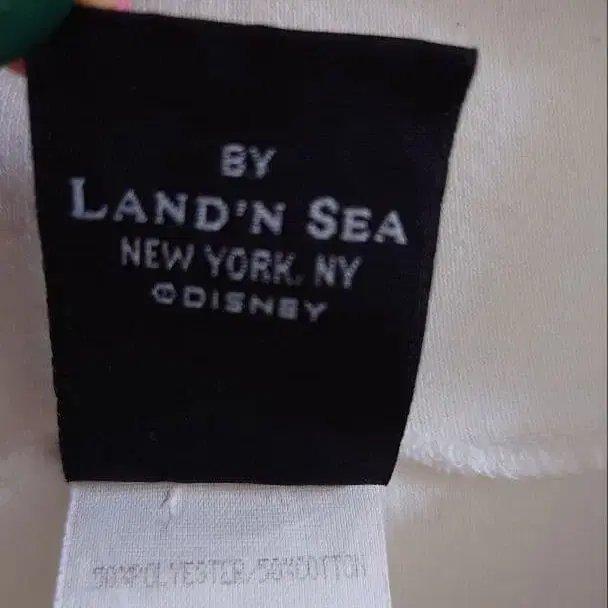 BY
LAND'N SEA
NEW YORK, NY
©DISNEY
50%POLYESTER/50%COTTON